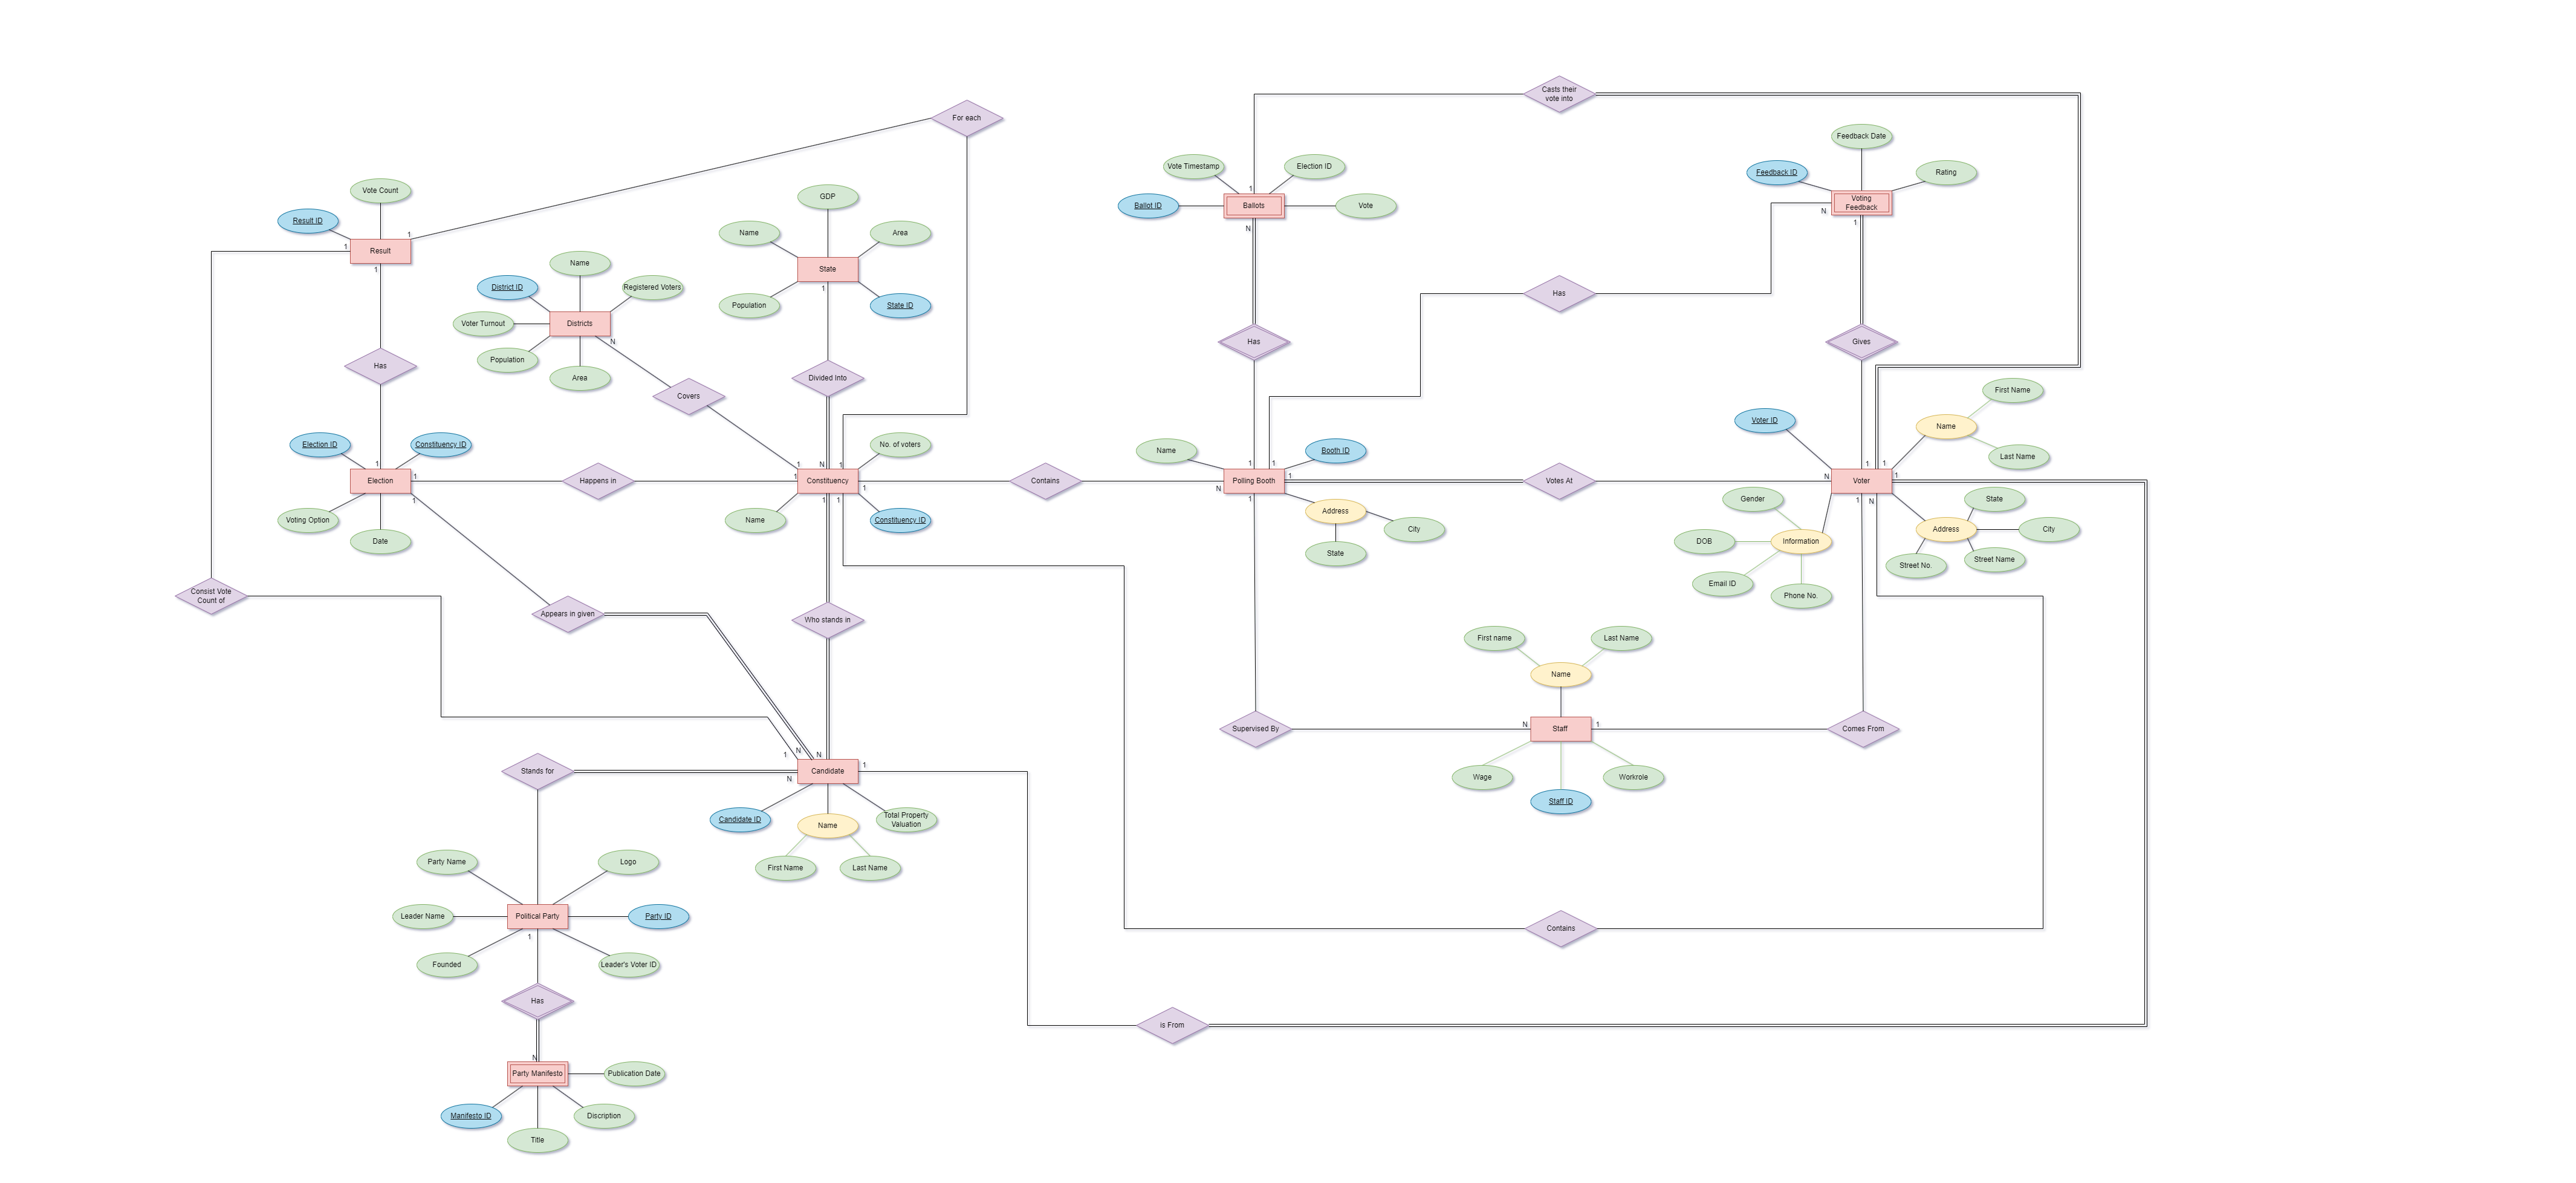 Casts their
vote into
For each
Feedback Date
Vote Timestamp
Election ID
Feedback ID
Rating
Vote Count
GDP
1
Ballot ID
Ballots
Vote
Voting
Feedback
N
Result ID
1
Name
Area
N
1
1
Result
1
Name
State
District ID
Registered Voters
1
Population
State ID
Has
Voter Turnout
Districts
N
Has
Gives
Population
Has
Area
Divided Into
Covers
First Name
Voter ID
Name
Election ID
Constituency ID
No. of voters
Name
Booth ID
Last Name
1
1
N
1
1
1
1
1
1
Election
1
Happens in
1
Constituency
1
Contains
N
Polling Booth
1
Votes At
N
Voter
1
1
1
1
1
1
N
Gender
State
Voting Option
Name
Constituency ID
Address
City
Address
City
Date
State
DOB
Information
Street No.
Street Name
Email ID
Phone No.
Consist Vote
Count of
Appears in given
Who stands in
First name
Last Name
Name
Supervised By
N
Staff
1
Comes From
1
N
N
Stands for
N
Candidate
1
Wage
Workrole
Staff ID
Candidate ID
Name
Total Property
Valuation
Party Name
Logo
First Name
Last Name
Leader Name
Political Party
Party ID
Contains
1
Founded
Leader's Voter ID
Has
is From
N
Party Manifesto
Publication Date
Manifesto ID
Discription
Title